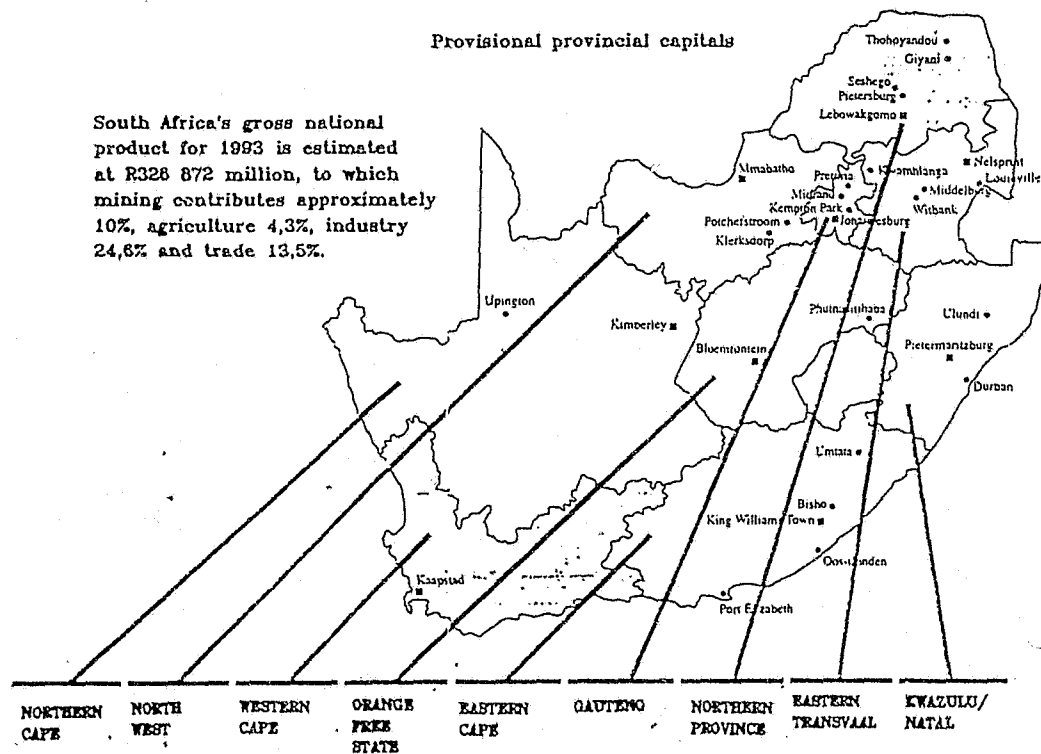 Provisional provincial capitals
South Africa's gross national
product for 1993 is estimated
at R326 872 million, to which
mining contributes approximately
10%, agriculture 4,3%, industry
24,6% and trade 13,5%.
Thohoyandou
Giyani
Seshego
Pietersburg
Lebowakgomo
Nelspruit
Louisville
Mmabatho
Pretoria
Kwamhlanga
Middelburg
Midrand
Witbank
Kempton Park
Johannesburg
Potchefstroom
Klerksdorp
Upington
Kimberley
Bloemfontein
Ulundi
Pietermaritzburg
Durban
Umtata
Bisho
King William Town
Kaapstad
Port Elizabeth
NORTHERN
CAPE
NORTH
WEST
WESTERN
CAPE
ORANGE
FREE
STATE
EASTERN
CAPE
GAUTENG
NORTHERN
PROVINCE
EASTERN
TRANSVAAL
KWAZULU/
NATAL